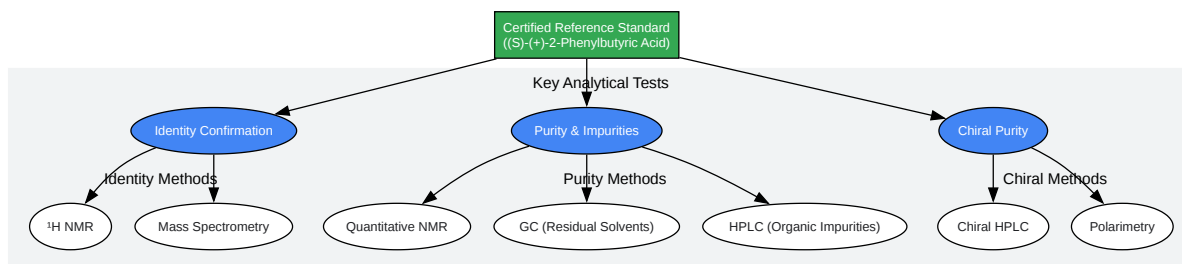 Certified Reference Standard
((S)-(+)-2-Phenylbutyric Acid)
Key Analytical Tests
Identity Confirmation
Purity & Impurities
Chiral Purity
Identity Methods
Purity Methods
Chiral Methods
¹H NMR
Mass Spectrometry
Quantitative NMR
GC (Residual Solvents)
HPLC (Organic Impurities)
Chiral HPLC
Polarimetry